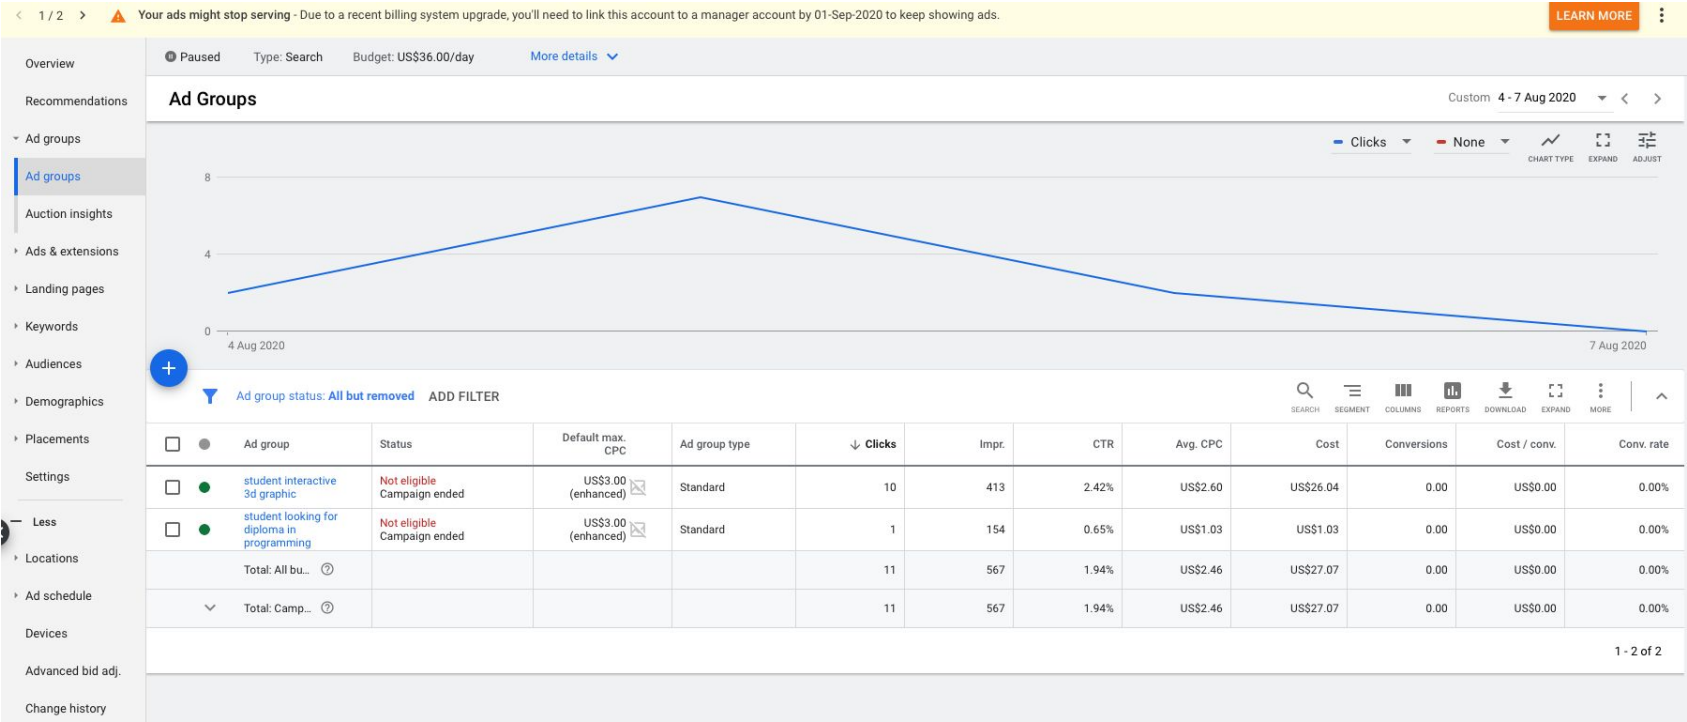 1 / 2
Your ads might stop serving - Due to a recent billing system upgrade, you'll need to link this account to a manager account by 01-Sep-2020 to keep showing ads.
LEARN MORE
Overview
Recommendations
Ad groups
Ad groups
Auction insights
Ads & extensions
Landing pages
Keywords
Audiences
Demographics
Placements
Settings
Less
Locations
Ad schedule
Devices
Advanced bid adj.
Change history
Paused Type: Search Budget: US$36.00/day More details
Ad Groups
Custom 4 - 7 Aug 2020
Clicks None
CHART TYPE EXPAND ADJUST
8
4
0
4 Aug 2020 7 Aug 2020
Ad group status: All but removed ADD FILTER
SEARCH SEGMENT COLUMNS REPORTS DOWNLOAD EXPAND MORE
Ad group Status Default max. CPC Ad group type Clicks Impr. CTR Avg. CPC Cost Conversions Cost / conv. Conv. rate
student interactive Not eligible US$3.00
3d graphic Campaign ended (enhanced) Standard 10 413 2.42% US$2.60 US$26.04 0.00 US$0.00 0.00%
student looking for
diploma in Not eligible US$3.00
programming Campaign ended (enhanced) Standard 1 154 0.65% US$1.03 US$1.03 0.00 US$0.00 0.00%
Total: All bu... 11 567 1.94% US$2.46 US$27.07 0.00 US$0.00 0.00%
Total: Camp... 11 567 1.94% US$2.46 US$27.07 0.00 US$0.00 0.00%
1 - 2 of 2